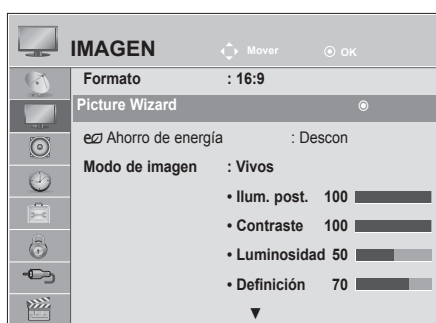 IMAGEN Mover OK
Formato : 16:9
Picture Wizard
e Ahorro de energía : Descon
Modo de imagen : Vivos
• Ilum. post. 100
• Contraste 100
• Luminosidad 50
• Definición 70